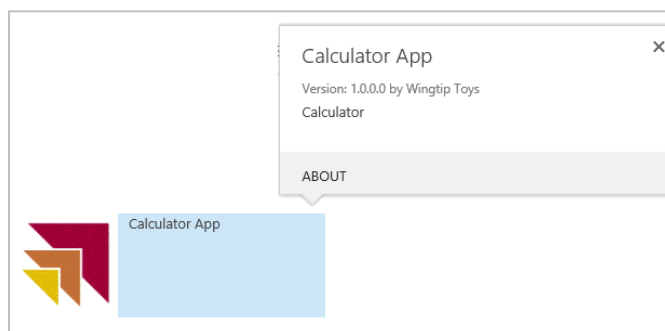 Calculator App
Version: 1.0.0.0 by Wingtip Toys
Calculator
ABOUT
Calculator App